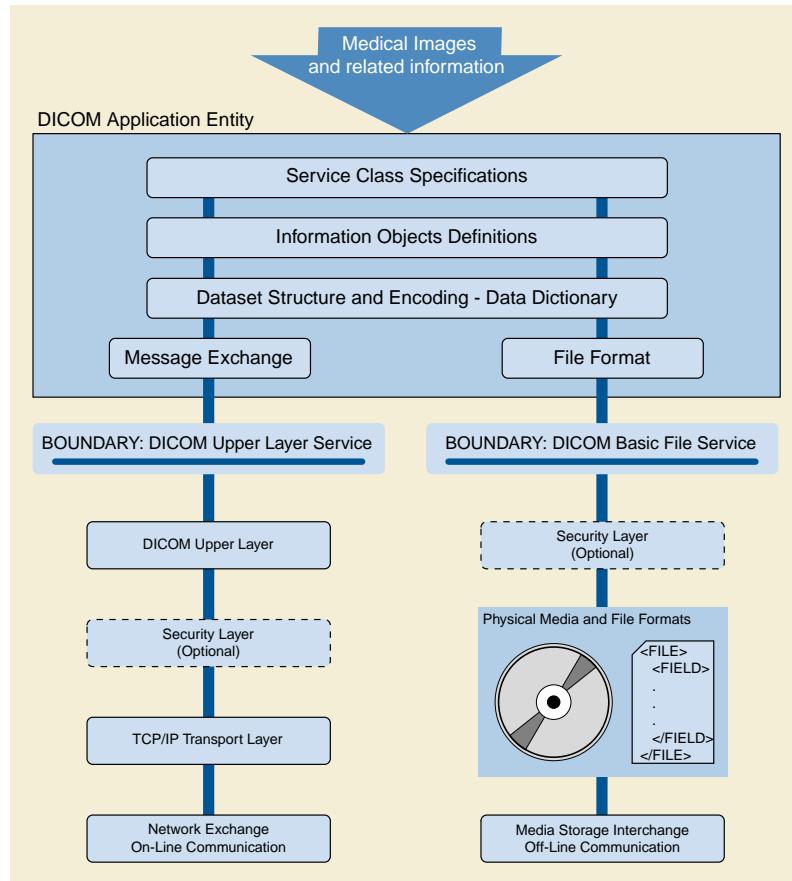 Medical Images
and related information
DICOM Application Entity
Service Class Specifications
Information Objects Definitions
Dataset Structure and Encoding - Data Dictionary
Message Exchange
File Format
BOUNDARY: DICOM Upper Layer Service
BOUNDARY: DICOM Basic File Service
DICOM Upper Layer
Security Layer
(Optional)
TCP/IP Transport Layer
Network Exchange
On-Line Communication
Security Layer
(Optional)
Physical Media and File Formats
<FILE>
<FIELD>
.
.
.
</FIELD>
</FILE>
Media Storage Interchange
Off-Line Communication